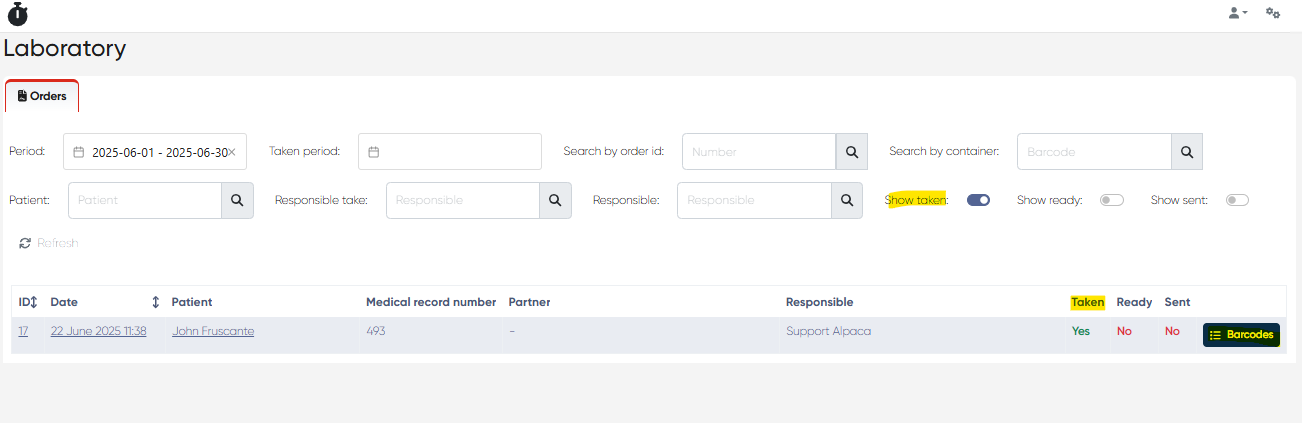 Laboratory
Orders
Period: 2025-06-01 - 2025-06-30 Taken period: Search by order id: Number Search by container: Barcode
Patient: Patient Responsible take: Responsible Responsible: Responsible Show taken: Show ready: Show sent:
Refresh
ID Date Patient Medical record number Partner Responsible Taken Ready Sent
17 22 June 2025 11:38 John Fruscante 493 - Support Alpaca Yes No No Barcodes